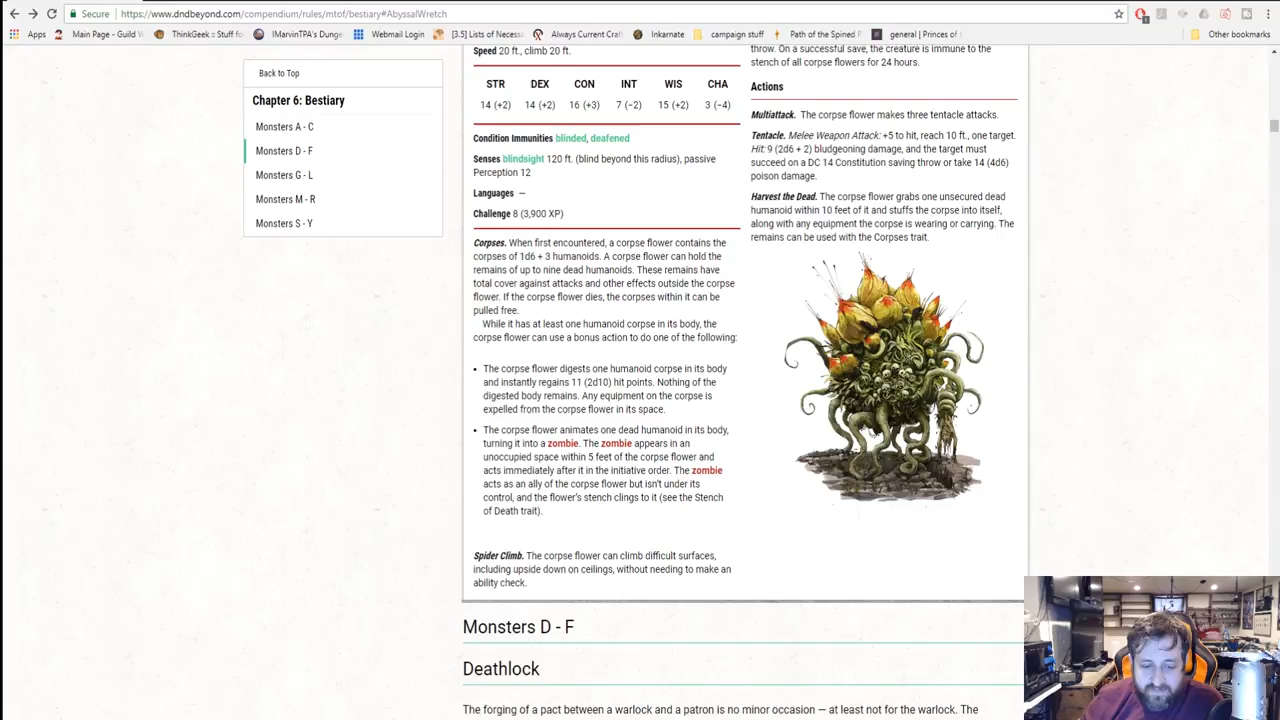 Secure
https://www.dndbeyond.com/compendium/rules/mtof/bestiary#AbyssalWretch
Apps
Main Page - Guild W
ThinkGeek :: Stuff fo
IMarvinTPA's Dunge
Webmail Login
[3.5] Lists of Necess
Always Current Craf
Inkarnate
campaign stuff
Path of the Spined
general | Princes of
Other bookmarks
Back to Top
Chapter 6: Bestiary
Monsters A - C
Monsters D - F
Monsters G - L
Monsters M - R
Monsters S - Y
Speed 20 ft., climb 20 ft.
STR DEX CON INT WIS CHA
14 (+2) 14 (+2) 16 (+3) 7 (−2) 15 (+2) 3 (−4)
Condition Immunities blinded, deafened
Senses blindsight 120 ft. (blind beyond this radius), passive
Perception 12
Languages —
Challenge 8 (3,900 XP)
Corpses. When first encountered, a corpse flower contains the
corpses of 1d6 + 3 humanoids. A corpse flower can hold the
remains of up to nine dead humanoids. These remains have
total cover against attacks and other effects outside the corpse
flower. If the corpse flower dies, the corpses within it can be
pulled free.
While it has at least one humanoid corpse in its body, the
corpse flower can use a bonus action to do one of the following:
• The corpse flower digests one humanoid corpse in its body
and instantly regains 11 (2d10) hit points. Nothing of the
digested body remains. Any equipment on the corpse is
expelled from the corpse flower in its space.
• The corpse flower animates one dead humanoid in its body,
turning it into a zombie. The zombie appears in an
unoccupied space within 5 feet of the corpse flower and
acts immediately after it in the initiative order. The zombie
acts as an ally of the corpse flower but isn't under its
control, and the flower's stench clings to it (see the Stench
of Death trait).
Spider Climb. The corpse flower can climb difficult surfaces,
including upside down on ceilings, without needing to make an
ability check.
throw. On a successful save, the creature is immune to the
stench of all corpse flowers for 24 hours.
Actions
Multiattack. The corpse flower makes three tentacle attacks.
Tentacle. Melee Weapon Attack: +5 to hit, reach 10 ft., one target.
Hit: 9 (2d6 + 2) bludgeoning damage, and the target must
succeed on a DC 14 Constitution saving throw or take 14 (4d6)
poison damage.
Harvest the Dead. The corpse flower grabs one unsecured dead
humanoid within 10 feet of it and stuffs the corpse into itself,
along with any equipment the corpse is wearing or carrying. The
remains can be used with the Corpses trait.
Monsters D - F
Deathlock
The forging of a pact between a warlock and a patron is no minor occasion — at least not for the warlock. The